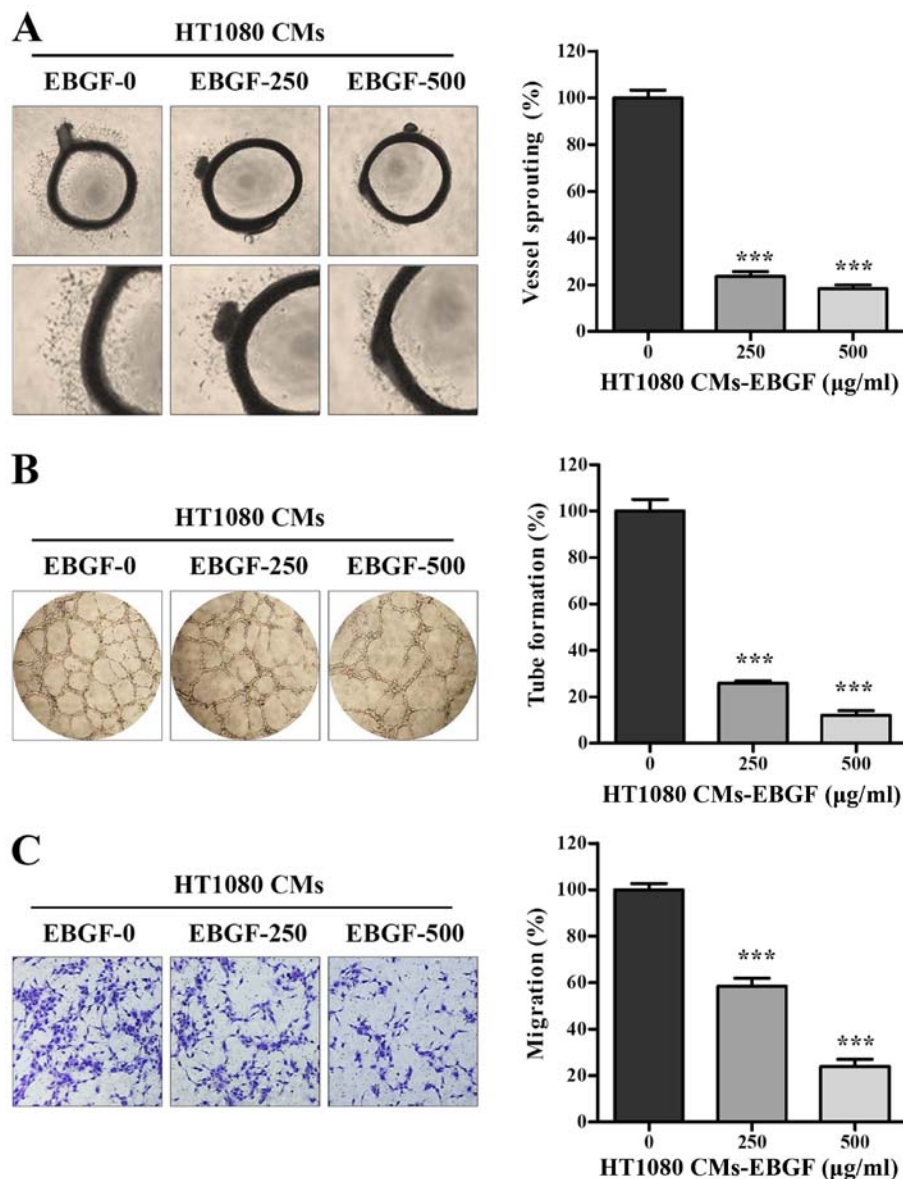 A
HT1080 CMs
EBGF-0 EBGF-250 EBGF-500
Vessel sprouting (%)
120
100
80
60
40
20
0
***
***
0 250 500
HT1080 CMs-EBGF (µg/ml)
B
HT1080 CMs
EBGF-0 EBGF-250 EBGF-500
Tube formation (%)
120
100
80
60
40
20
0
***
***
0 250 500
HT1080 CMs-EBGF (µg/ml)
C
HT1080 CMs
EBGF-0 EBGF-250 EBGF-500
Migration (%)
120
100
80
60
40
20
0
***
***
0 250 500
HT1080 CMs-EBGF (µg/ml)